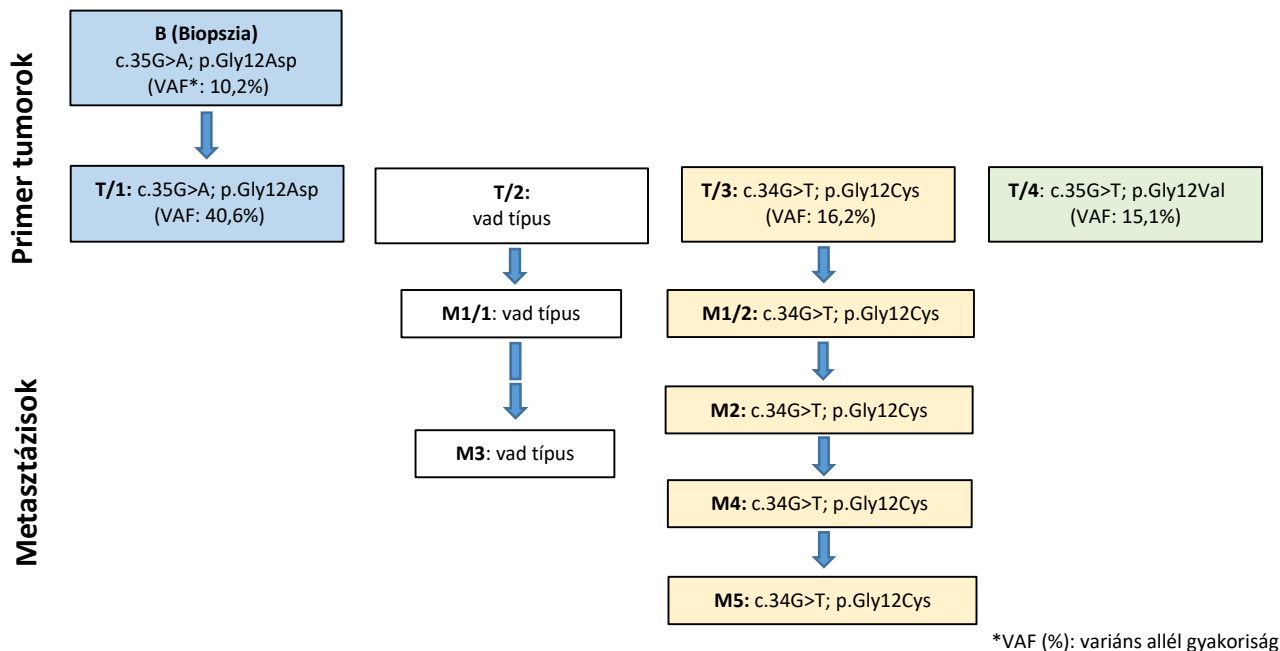 Primer tumorok
B (Biopszia)
c.35G>A; p.Gly12Asp
(VAF*: 10,2%)
T/1: c.35G>A; p.Gly12Asp
(VAF: 40,6%)
T/2:
vad típus
T/3: c.34G>T; p.Gly12Cys
(VAF: 16,2%)
T/4: c.35G>T; p.Gly12Val
(VAF: 15,1%)
Metasztázisok
M1/1: vad típus
M1/2: c.34G>T; p.Gly12Cys
M2: c.34G>T; p.Gly12Cys
M3: vad típus
M4: c.34G>T; p.Gly12Cys
M5: c.34G>T; p.Gly12Cys
*VAF (%): variáns allél gyakoriság